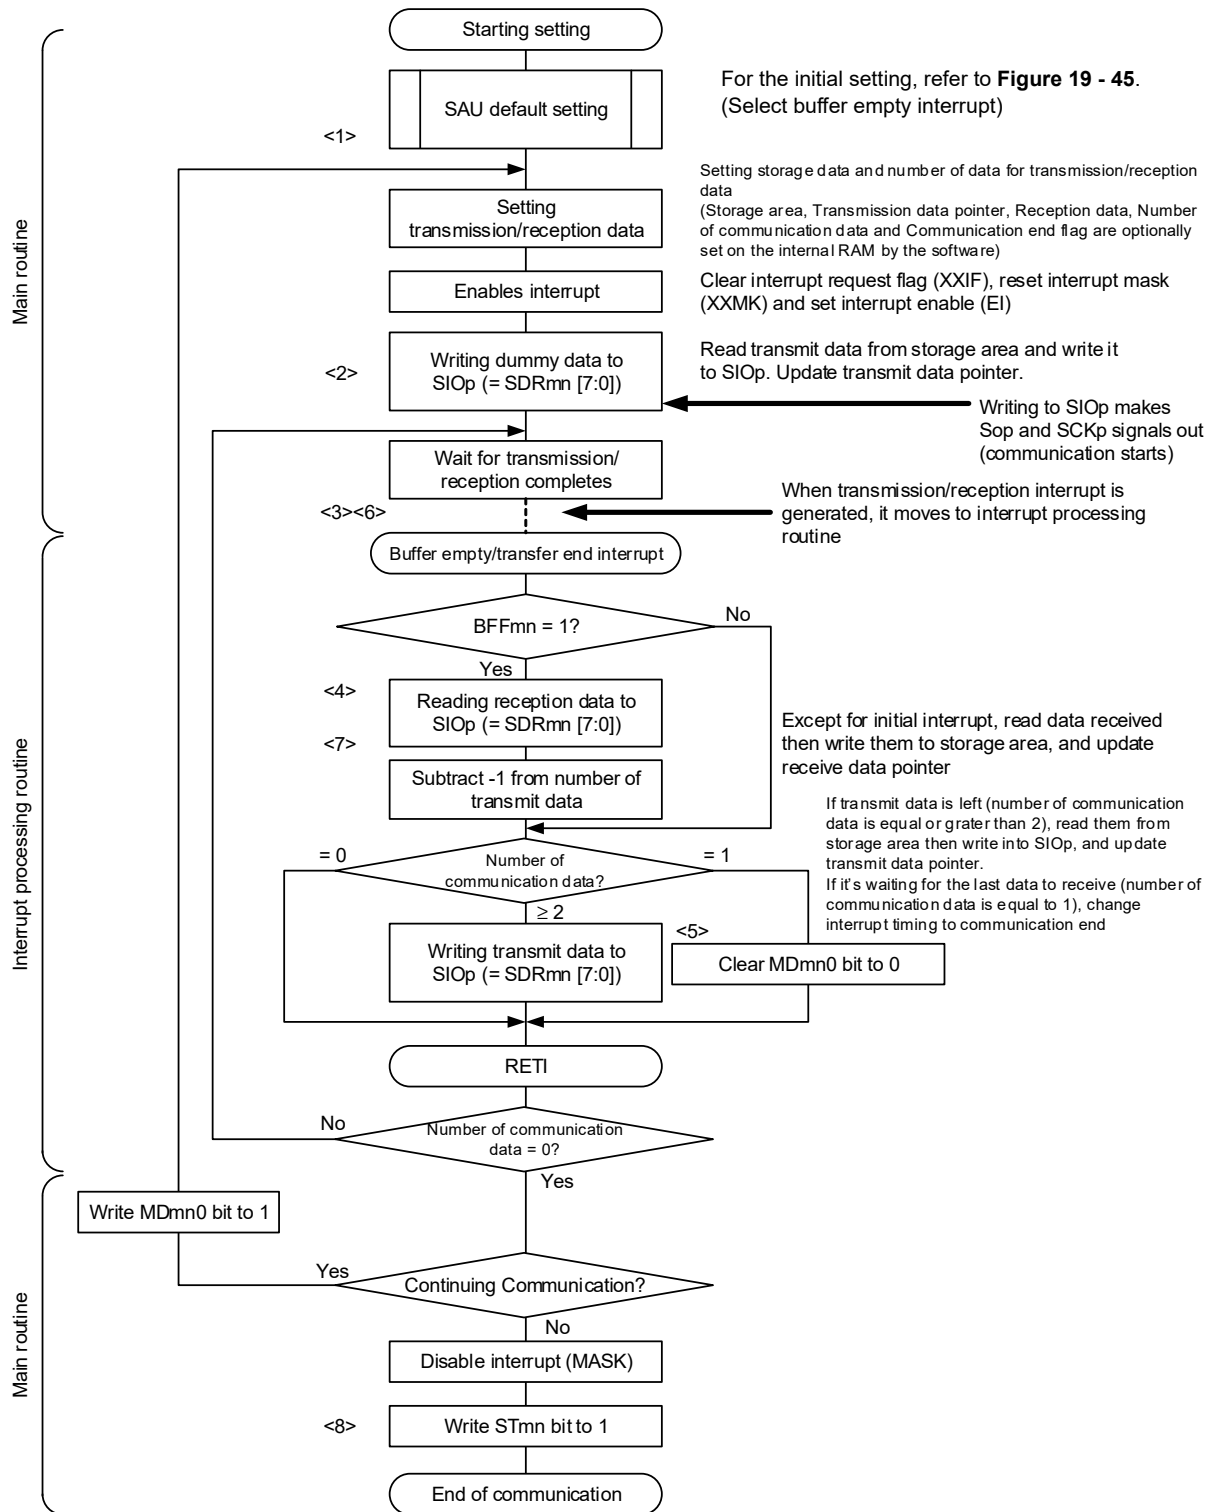 Starting setting
SAU default setting
For the initial setting, refer to Figure 19 - 45.
(Select buffer empty interrupt)
<1>
Setting storage data and number of data for transmission/reception
data
(Storage area, Transmission data pointer, Reception data, Number
of communication data and Communication end flag are optionally
set on the internal RAM by the software)
Setting
transmission/reception data
Main routine
Enables interrupt
Clear interrupt request flag (XXIF), reset interrupt mask
(XXMK) and set interrupt enable (EI)
<2>
Writing dummy data to
SIOp (= SDRmn [7:0])
Read transmit data from storage area and write it
to SIOp. Update transmit data pointer.
Writing to SIOp makes
Sop and SCKp signals out
(communication starts)
Wait for transmission/
reception completes
<3><6>
When transmission/reception interrupt is
generated, it moves to interrupt processing
routine
Buffer empty/transfer end interrupt
BFFmn = 1?
No
Yes
<4>
Reading reception data to
SIOp (= SDRmn [7:0])
<7>
Except for initial interrupt, read data received
then write them to storage area, and update
receive data pointer
Subtract -1 from number of
transmit data
Interrupt processing routine
If transmit data is left (number of communication
data is equal or grater than 2), read them from
storage area then write into SIOp, and update
transmit data pointer.
If it's waiting for the last data to receive (number of
communication data is equal to 1), change
interrupt timing to communication end
= 0
Number of
communication data?
= 1
≥ 2
<5>
Writing transmit data to
SIOp (= SDRmn [7:0])
Clear MDmn0 bit to 0
RETI
No
Number of communication
data = 0?
Yes
Write MDmn0 bit to 1
Yes
Continuing Communication?
No
Main routine
Disable interrupt (MASK)
<8>
Write STmn bit to 1
End of communication